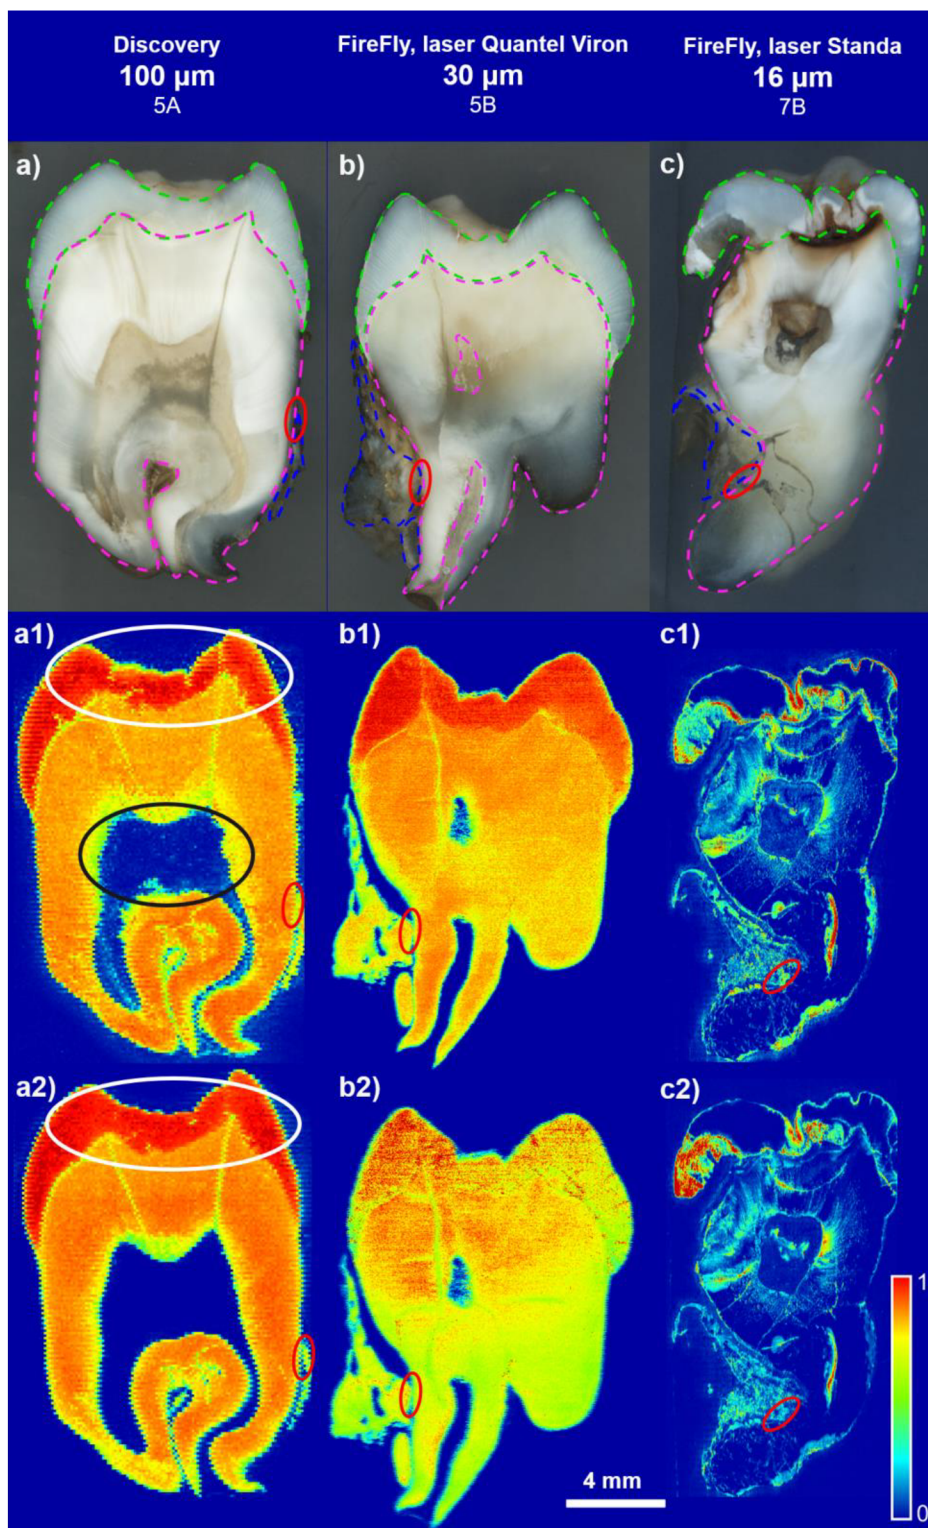 Discovery
100 µm
5A
FireFly, laser Quantel Viron
30 µm
5B
FireFly, laser Standa
16 µm
7B
a)
b)
c)
a1)
b1)
c1)
a2)
b2)
c2)
4 mm
1
0